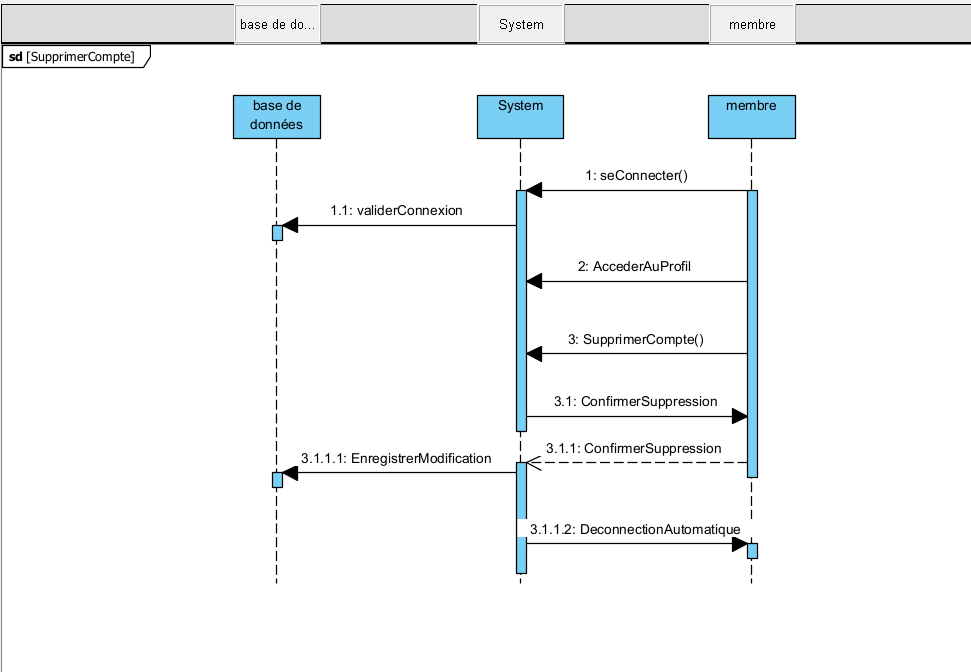 base de do...
System
membre
sd [SupprimerCompte]
base de
données
System
membre
1: seConnecter()
1.1: validerConnexion
2: AccederAuProfil
3: SupprimerCompte()
3.1: ConfirmerSuppression
3.1.1: ConfirmerSuppression
3.1.1.1: EnregistrerModification
3.1.1.2: DeconnectionAutomatique